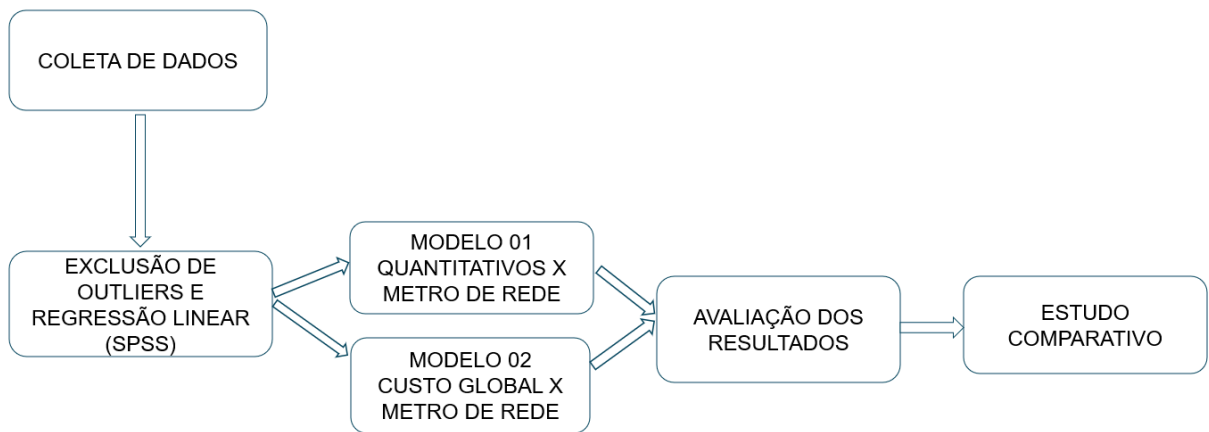 COLETA DE DADOS
EXCLUSÃO DE
OUTLIERS E
REGRESSÃO LINEAR
(SPSS)
MODELO 01
QUANTITATIVOS X
METRO DE REDE
MODELO 02
CUSTO GLOBAL X
METRO DE REDE
AVALIAÇÃO DOS
RESULTADOS
ESTUDO
COMPARATIVO